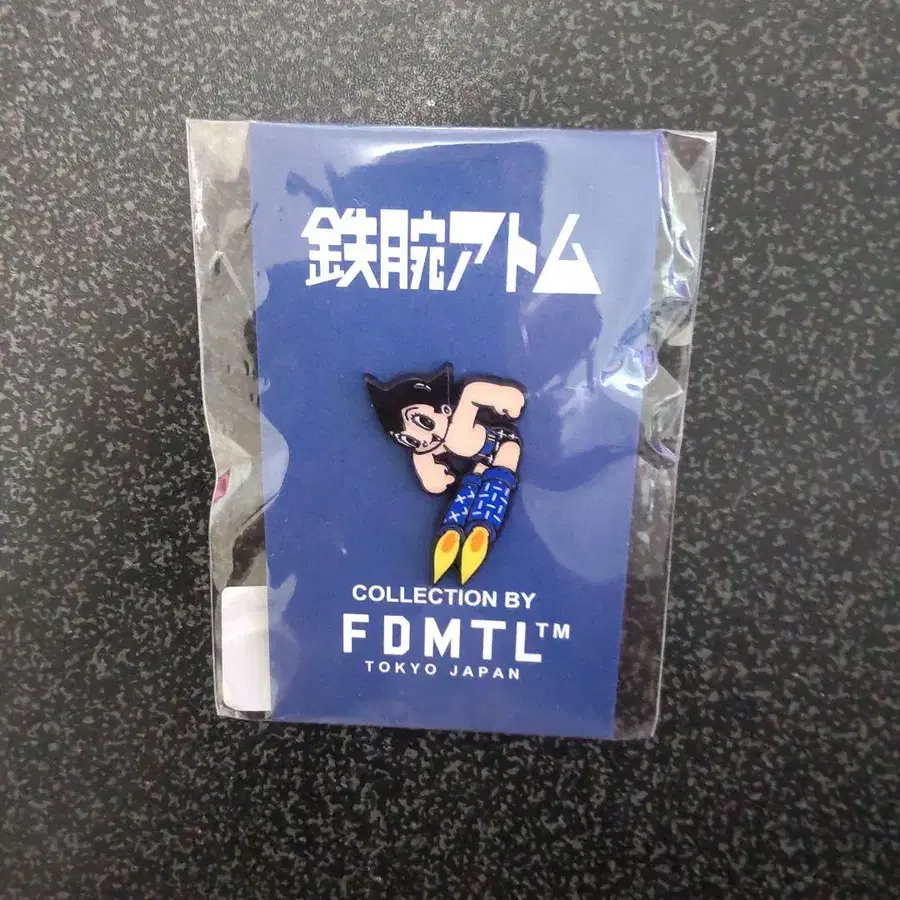 鉄腕アトム
COLLECTION BY
FDMTL™
TOKYO JAPAN